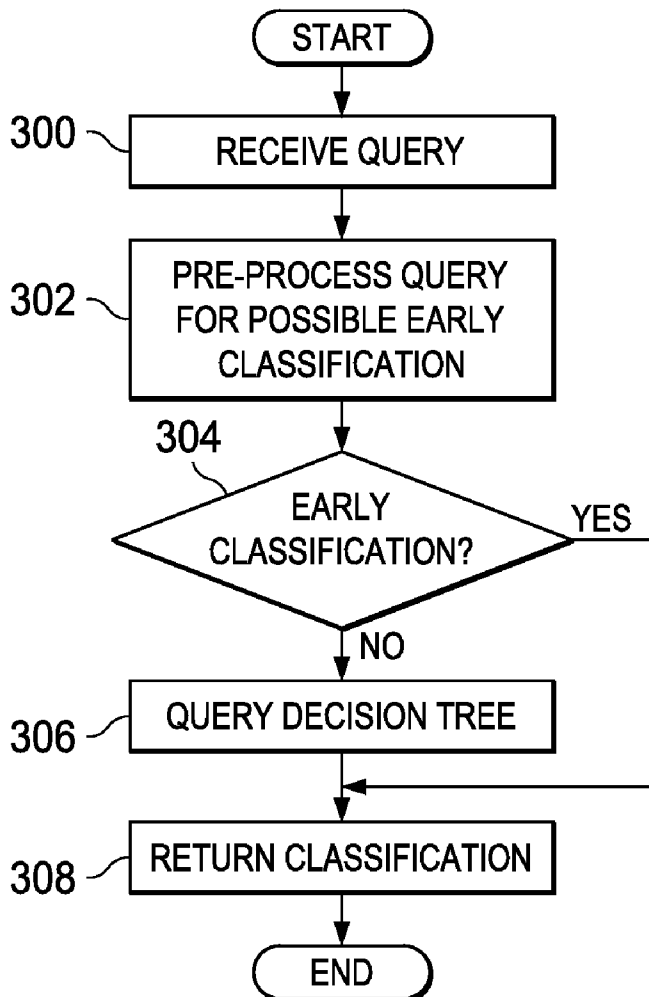 START
300
RECEIVE QUERY
302
PRE-PROCESS QUERY
FOR POSSIBLE EARLY
CLASSIFICATION
304
EARLY
CLASSIFICATION?
YES
NO
306
QUERY DECISION TREE
308
RETURN CLASSIFICATION
END